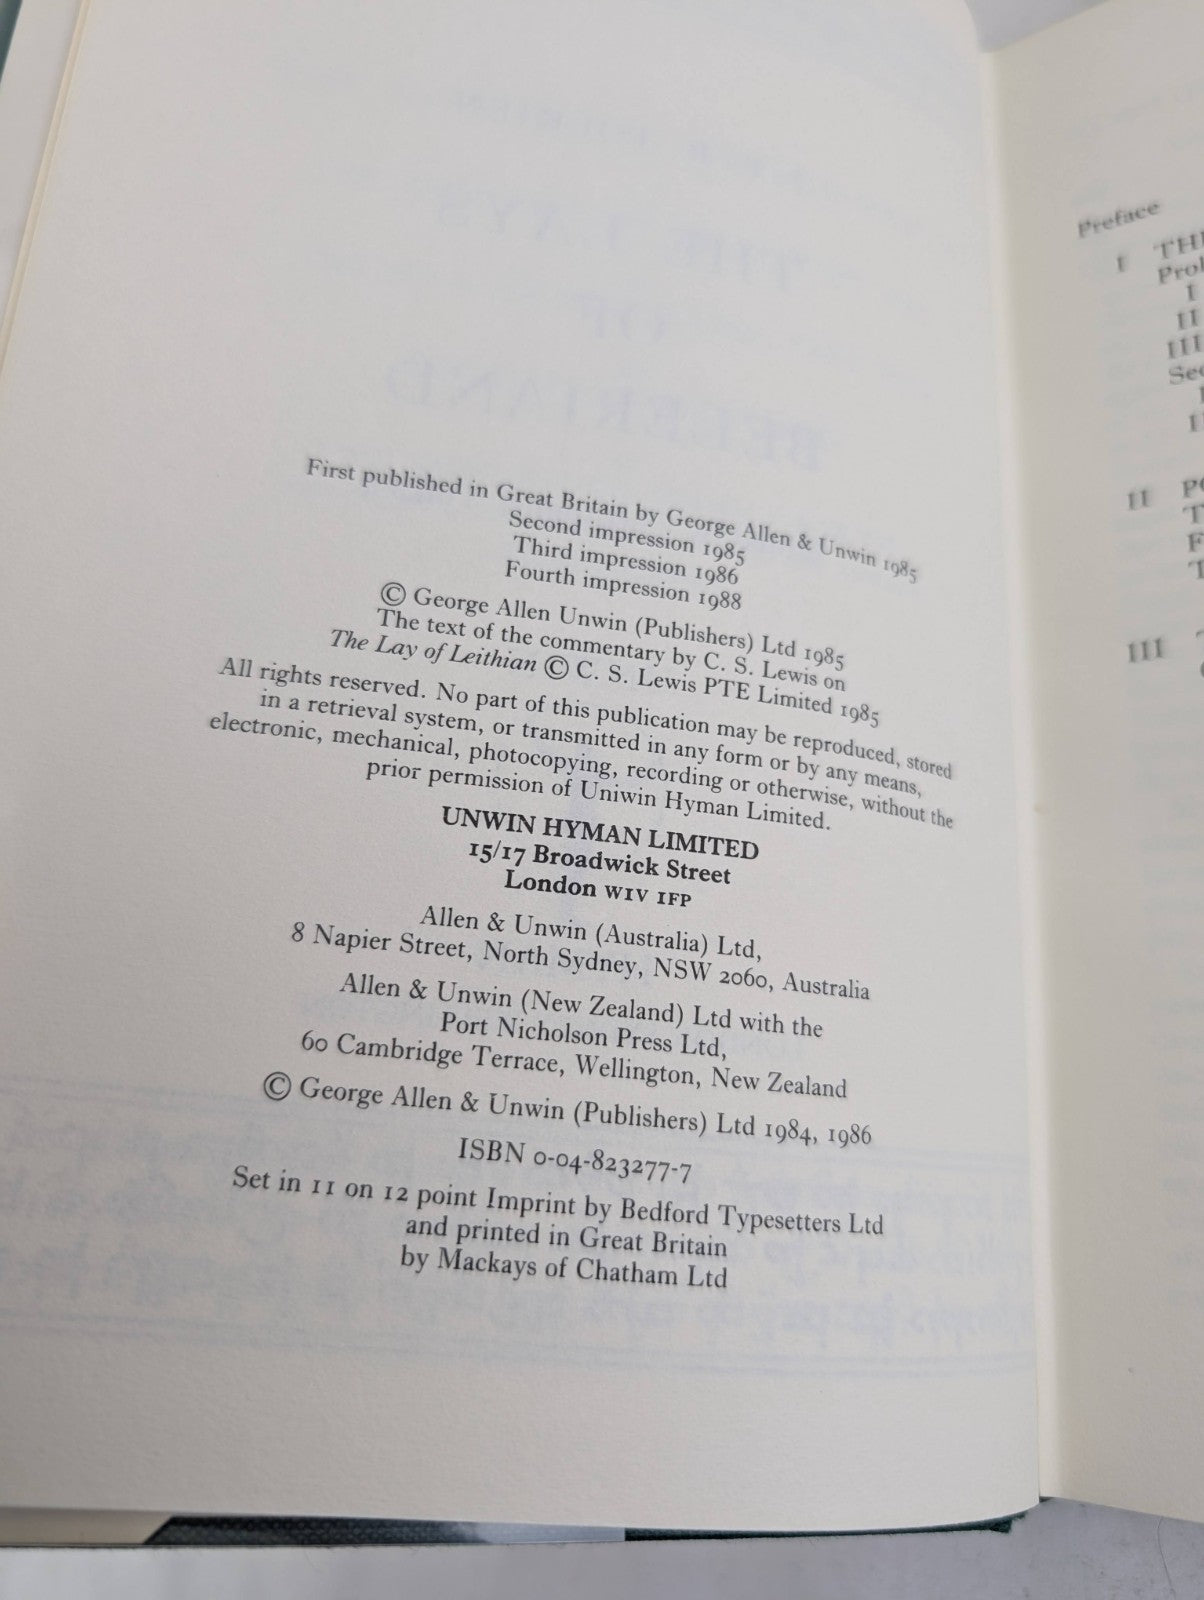 First published in Great Britain by George Allen & Unwin 1985
Second impression 1985
Third impression 1986
Fourth impression 1988
© George Allen Unwin (Publishers) Ltd 1985
The text of the commentary by C. S. Lewis on
The Lay of Leithian © C. S. Lewis PTE Limited 1985
All rights reserved. No part of this publication may be reproduced, stored
in a retrieval system, or transmitted in any form or by any means,
electronic, mechanical, photocopying, recording or otherwise, without the
prior permission of Uniwin Hyman Limited.
UNWIN HYMAN LIMITED
15/17 Broadwick Street
London W1V 1FP
Allen & Unwin (Australia) Ltd,
8 Napier Street, North Sydney, NSW 2060, Australia
Allen & Unwin (New Zealand) Ltd with the
Port Nicholson Press Ltd,
60 Cambridge Terrace, Wellington, New Zealand
© George Allen & Unwin (Publishers) Ltd 1984, 1986
ISBN 0-04-823277-7
Set in 11 on 12 point Imprint by Bedford Typesetters Ltd
and printed in Great Britain
by Mackays of Chatham Ltd
Preface
I
I
II
III
II
III